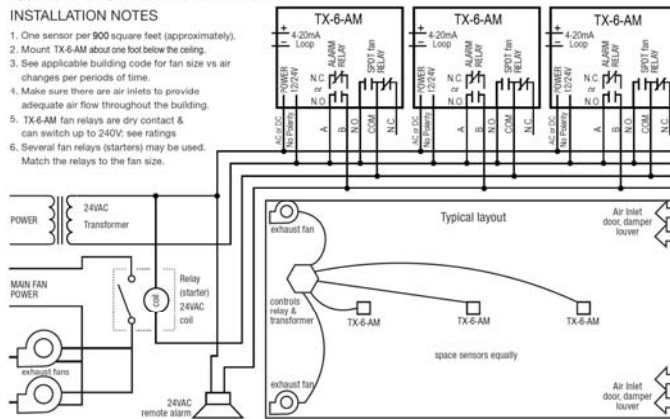 INSTALLATION NOTES
1. One sensor per 900 square feet (approximately).
2. Mount TX-6-AM about one foot below the ceiling.
3. See applicable building code for fan size vs air
changes per periods of time.
4. Make sure there are air inlets to provide
adequate air flow throughout the building.
5. TX-6-AM fan relays are dry contact &
can switch up to 240V: see ratings
6. Several fan relays (starters) may be used.
Match the relays to the fan size.
TX-6-AM
4-20mA
Loop
POWER
12/24V
ALARM
RELAY
SPDT fan
RELAY
N.C.
or
N.O.
AC or DC
No Polarity
A
B
N.O.
COM
N.C.
TX-6-AM
4-20mA
Loop
POWER
12/24V
ALARM
RELAY
SPDT fan
RELAY
N.C.
or
N.O.
AC or DC
No Polarity
A
B
N.O.
COM
N.C.
TX-6-AM
4-20mA
Loop
POWER
12/24V
ALARM
RELAY
SPDT fan
RELAY
N.C.
or
N.O.
AC or DC
No Polarity
A
B
N.O.
COM
N.C.
POWER
24VAC
Transformer
MAIN FAN
POWER
coil
Relay
(starter)
24VAC
coil
exhaust fans
24VAC
remote alarm
Typical layout
exhaust fan
Air Inlet
door, damper
louver
controls
relay &
transformer
TX-6-AM
TX-6-AM
TX-6-AM
space sensors equally
exhaust fan
Air Inlet
door, damper
louver